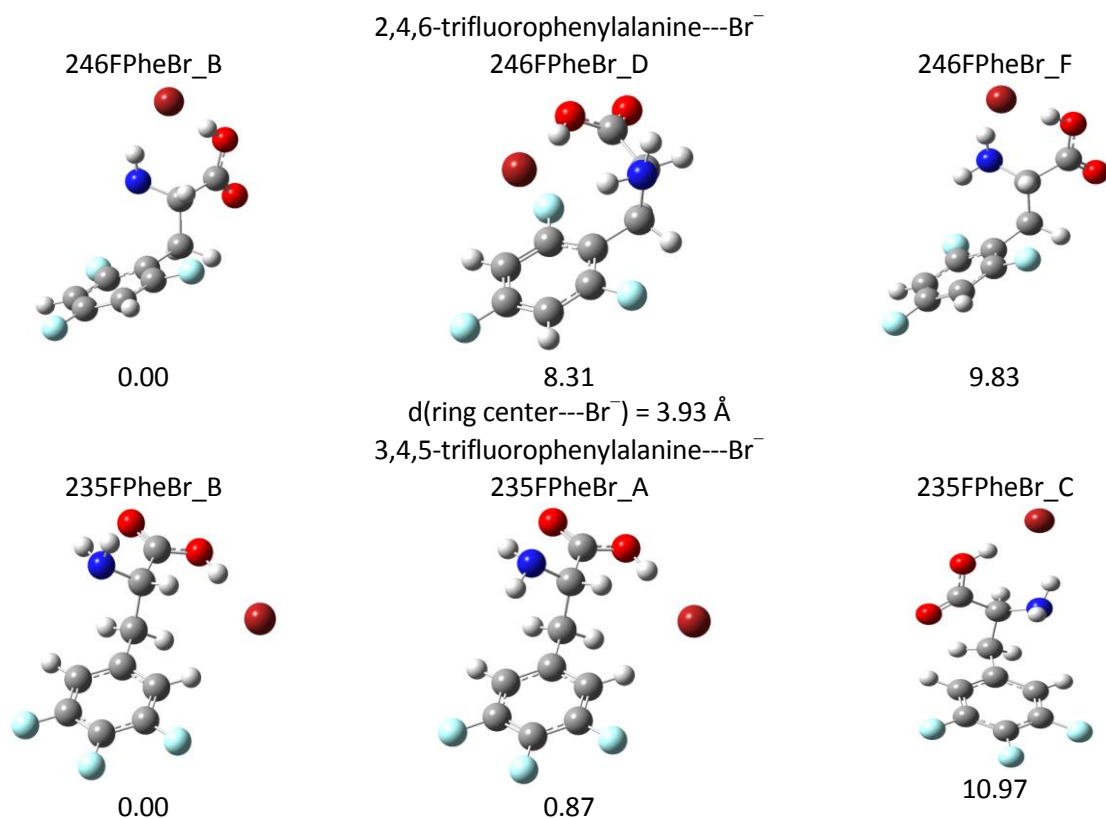 2,4,6-trifluorophenylalanine---Br⁻
246FPheBr_B 246FPheBr_D 246FPheBr_F
0.00 8.31 9.83
d(ring center---Br⁻) = 3.93 Å
3,4,5-trifluorophenylalanine---Br⁻
235FPheBr_B 235FPheBr_A 235FPheBr_C
0.00 0.87 10.97